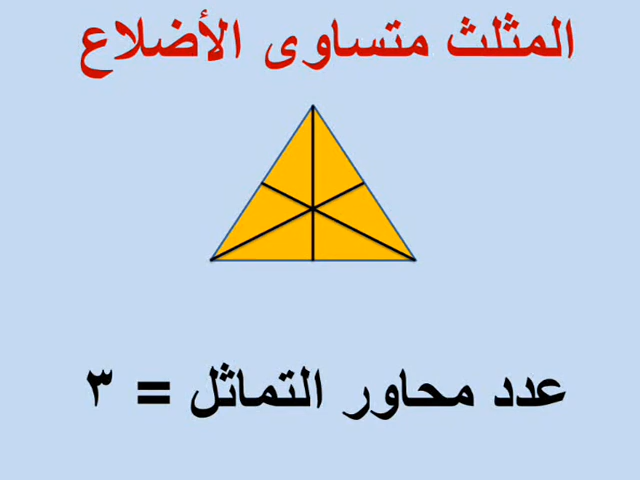 المثلث متساوى الأضلاع
عدد محاور التماثل = ٣